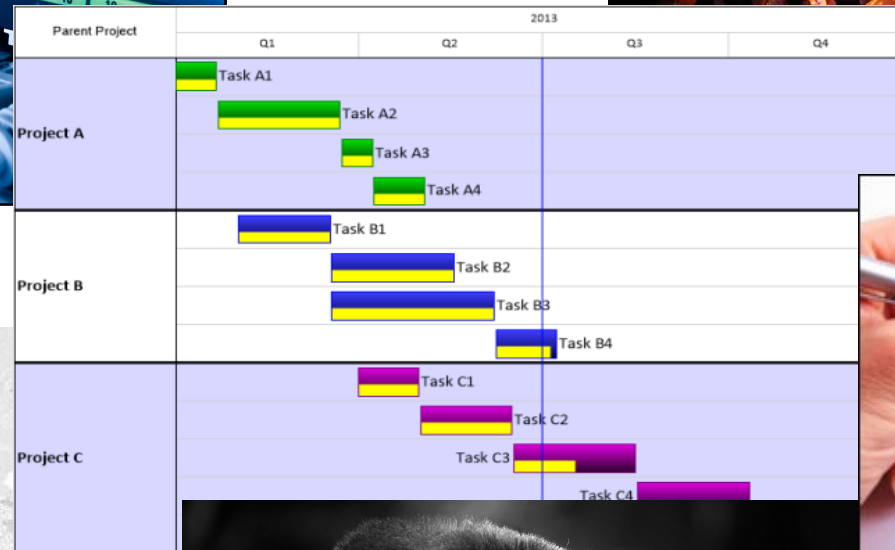 2013
Parent Project
Q1 Q2 Q3 Q4
Task A1
Task A2
Project A
Task A3
Task A4
Task B1
Task B2
Project B
Task B3
Task B4
Task C1
Task C2
Project C Task C3
Task C4